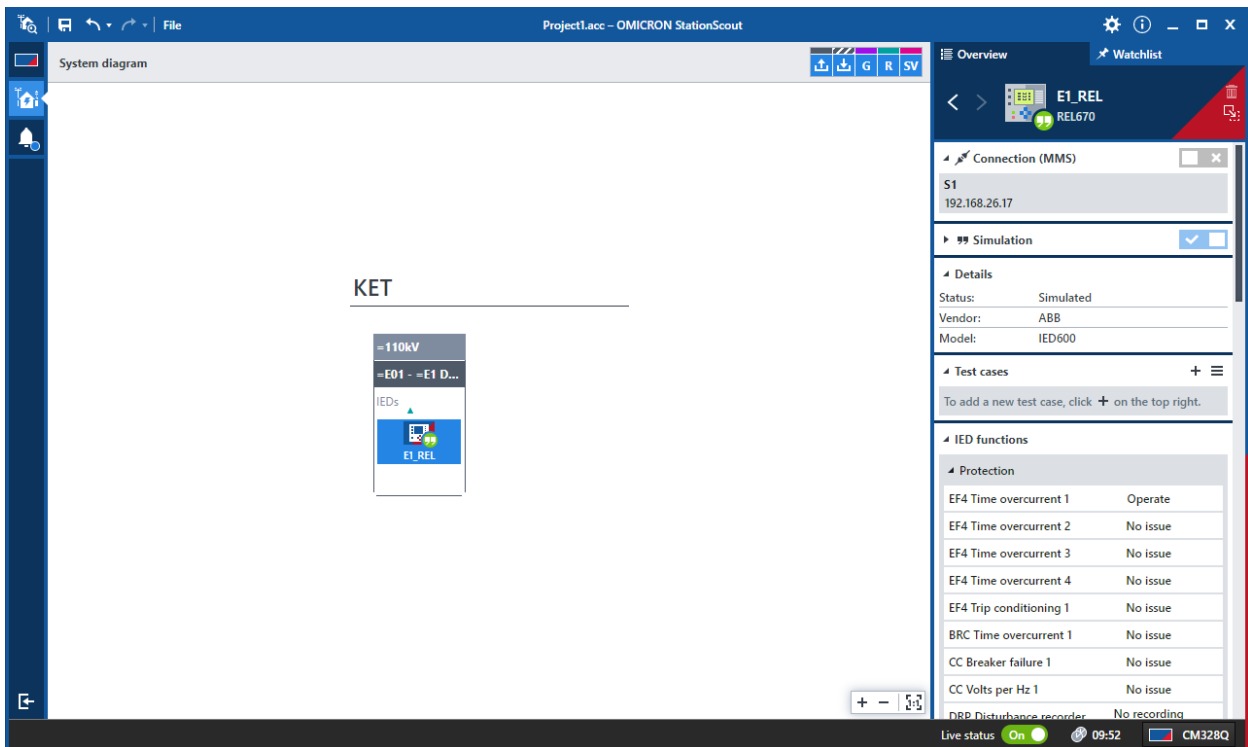 File
Project1.acc – OMICRON StationScout
System diagram
G R SV
Overview
Watchlist
E1_REL
REL670
Connection (MMS)
S1
192.168.26.17
Simulation
Details
Status: Simulated
Vendor: ABB
Model: IED600
Test cases
To add a new test case, click + on the top right.
IED functions
Protection
EF4 Time overcurrent 1 Operate
EF4 Time overcurrent 2 No issue
EF4 Time overcurrent 3 No issue
EF4 Time overcurrent 4 No issue
EF4 Trip conditioning 1 No issue
BRC Time overcurrent 1 No issue
CC Breaker failure 1 No issue
CC Volts per Hz 1 No issue
DRP Disturbance recorder No recording
KET
=110kV
=E01 - =E1 D...
IEDs
E1_REL
1:1
Live status On 09:52 CM328Q